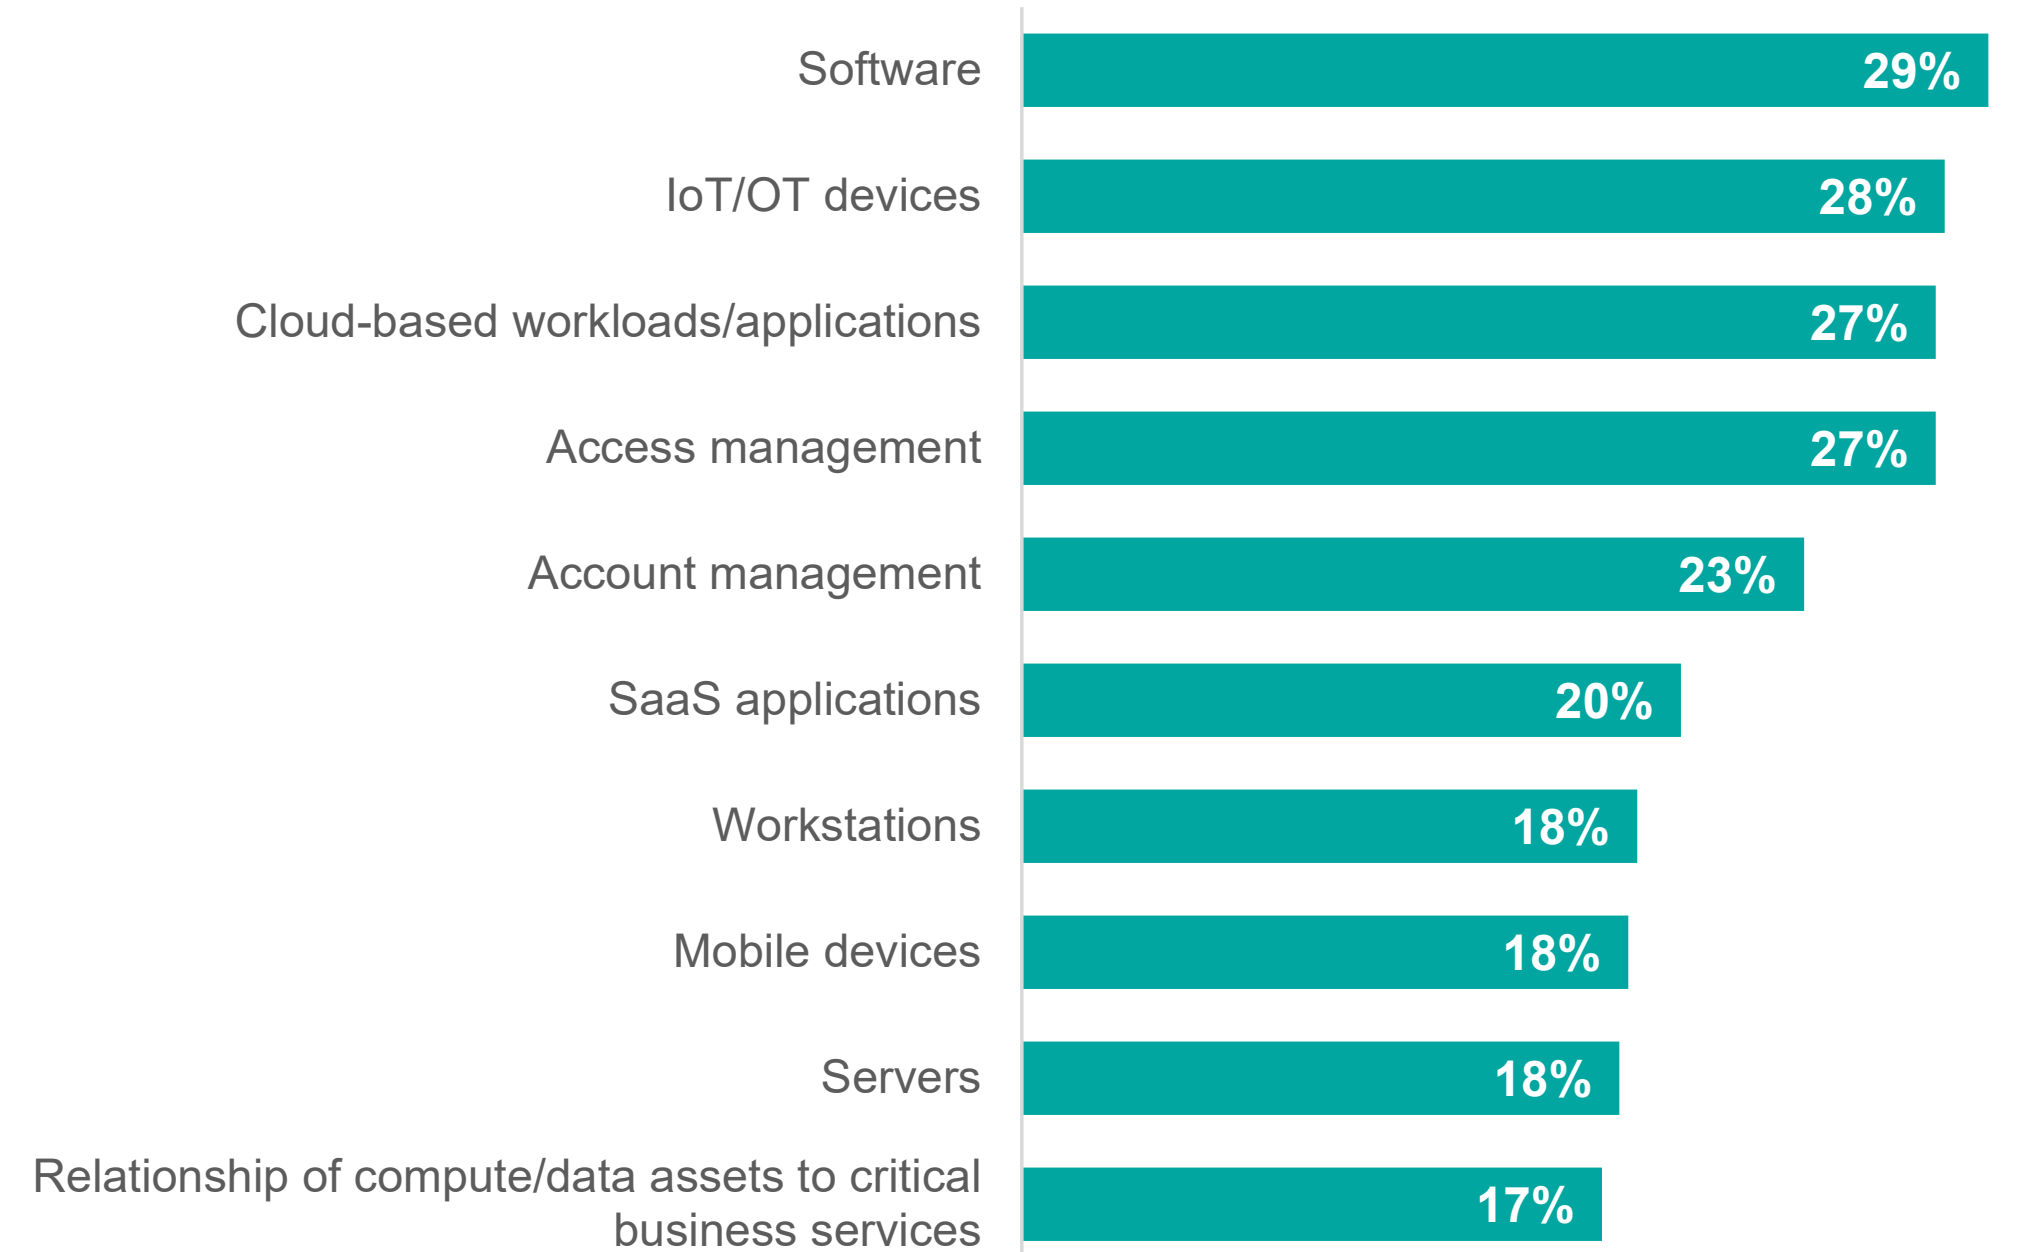 Software 29%
IoT/OT devices 28%
Cloud-based workloads/applications 27%
Access management 27%
Account management 23%
SaaS applications 20%
Workstations 18%
Mobile devices 18%
Servers 18%
Relationship of compute/data assets to critical
business services 17%